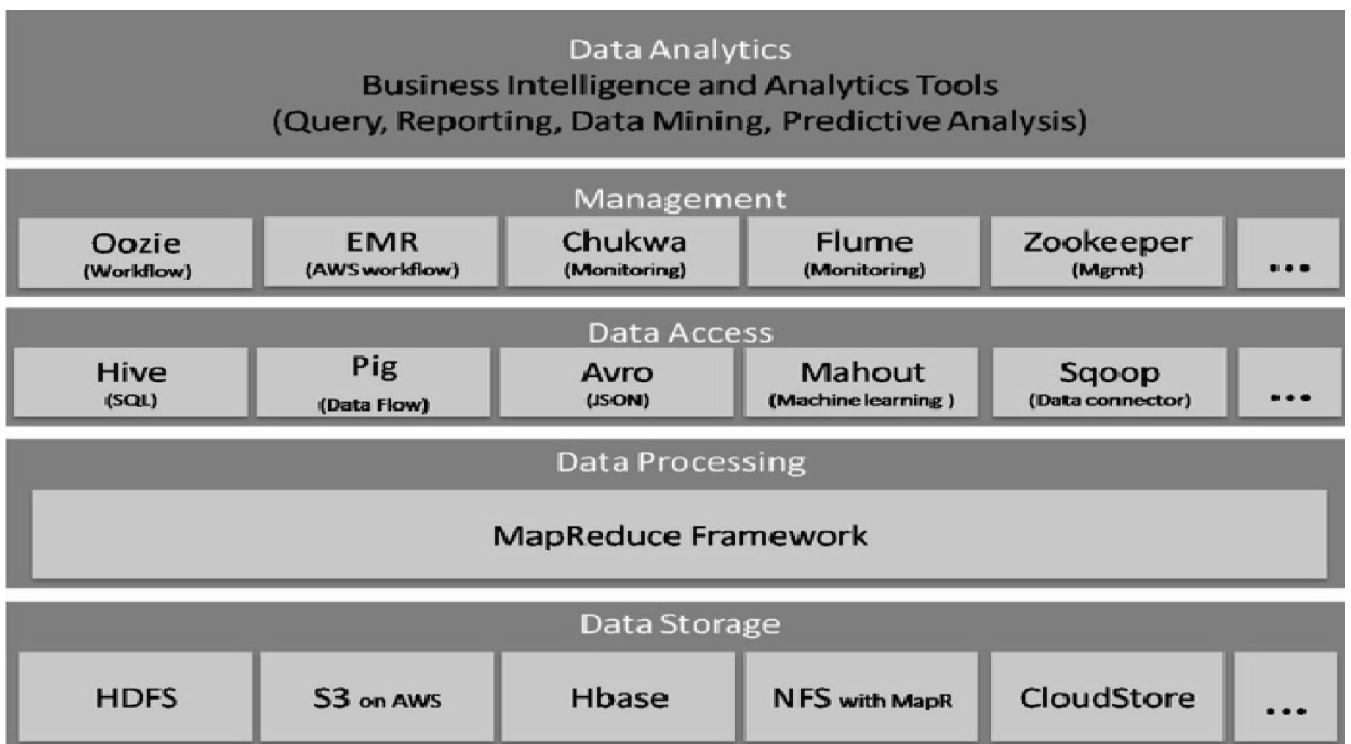 Data Analytics
Business Intelligence and Analytics Tools
(Query, Reporting, Data Mining, Predictive Analysis)
Management
Oozie
(Workflow)
EMR
(AWS workflow)
Chukwa
(Monitoring)
Flume
(Monitoring)
Zookeeper
(Mgmt)
...
Data Access
Hive
(SQL)
Pig
(Data Flow)
Avro
(JSON)
Mahout
(Machine learning )
Sqoop
(Data connector)
...
Data Processing
MapReduce Framework
Data Storage
HDFS
S3 on AWS
Hbase
NFS with MapR
CloudStore
...